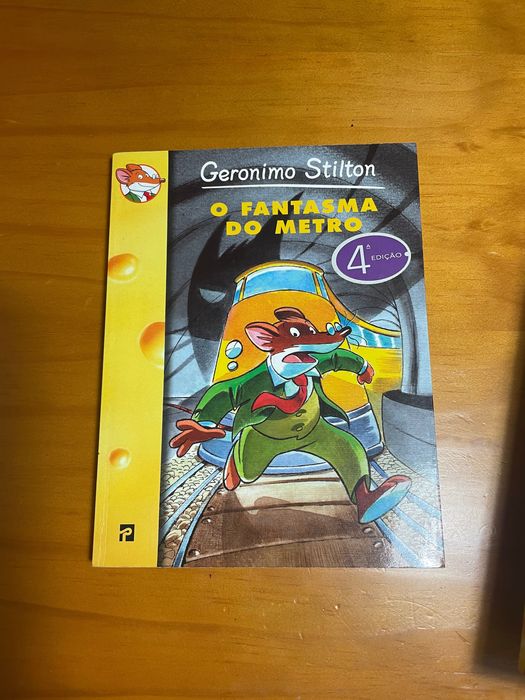 Geronimo Stilton
O FANTASMA
DO METRO
4ª
EDIÇÃO
P